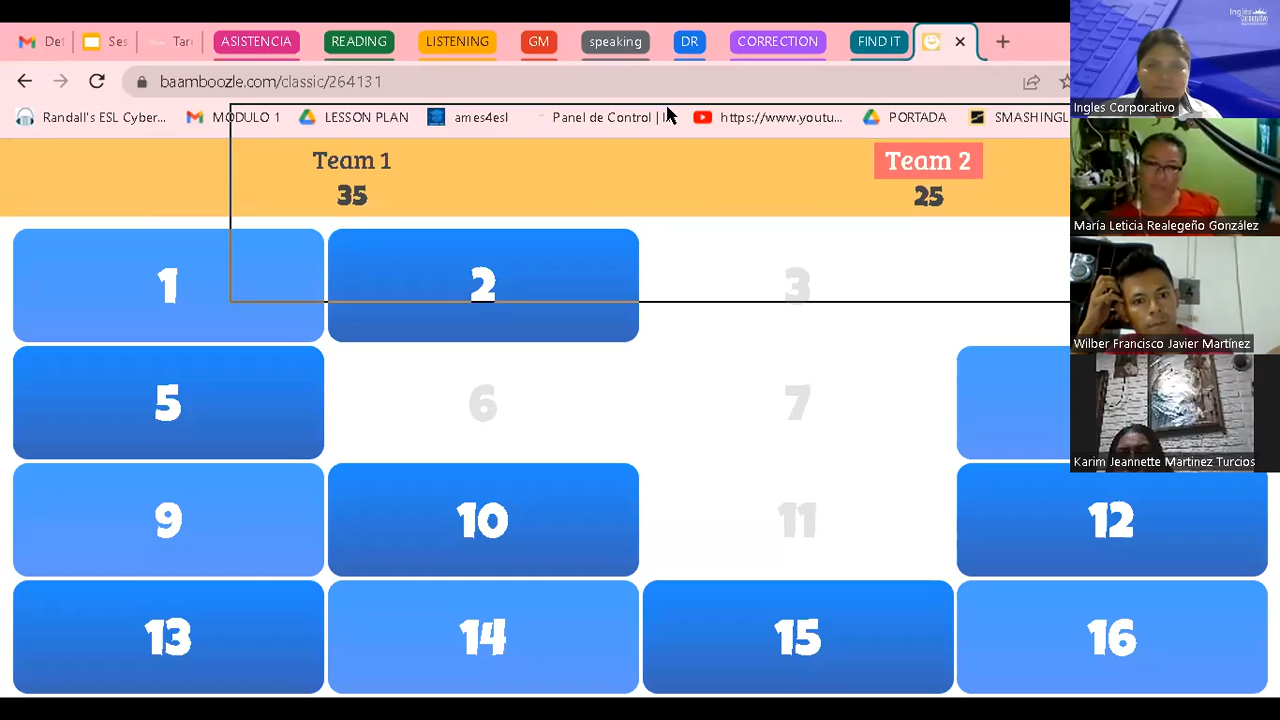 De
Ses
Tar
ASISTENCIA
READING
LISTENING
GM
speaking
DR
CORRECTION
FIND IT
baamboozle.com/classic/264131
Randall's ESL Cyber...
MODULO 1
LESSON PLAN
ames4esl
Panel de Control |
https://www.youtu...
PORTADA
SMASHINGL
Team 1
35
Team 2
25
1
2
3
5
6
7
9
10
11
12
13
14
15
16
Ingles
Ingles Corporativo
María Leticia Realegeño González
Wilber Francisco Javier Martínez
Karim Jeannette Martinez Turcios